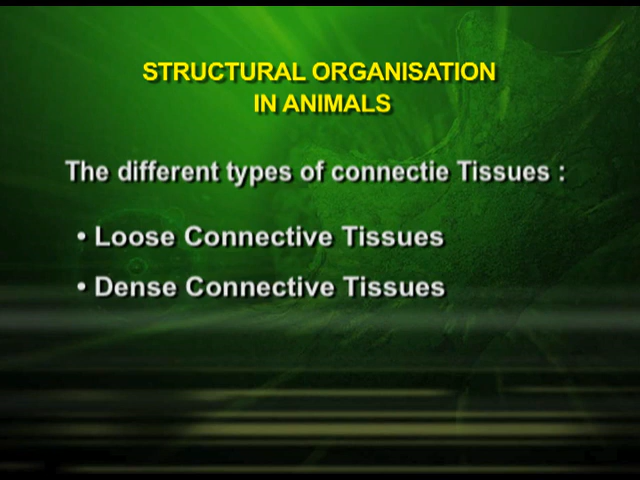 STRUCTURAL ORGANISATION
IN ANIMALS
The different types of connectie Tissues :
• Loose Connective Tissues
• Dense Connective Tissues